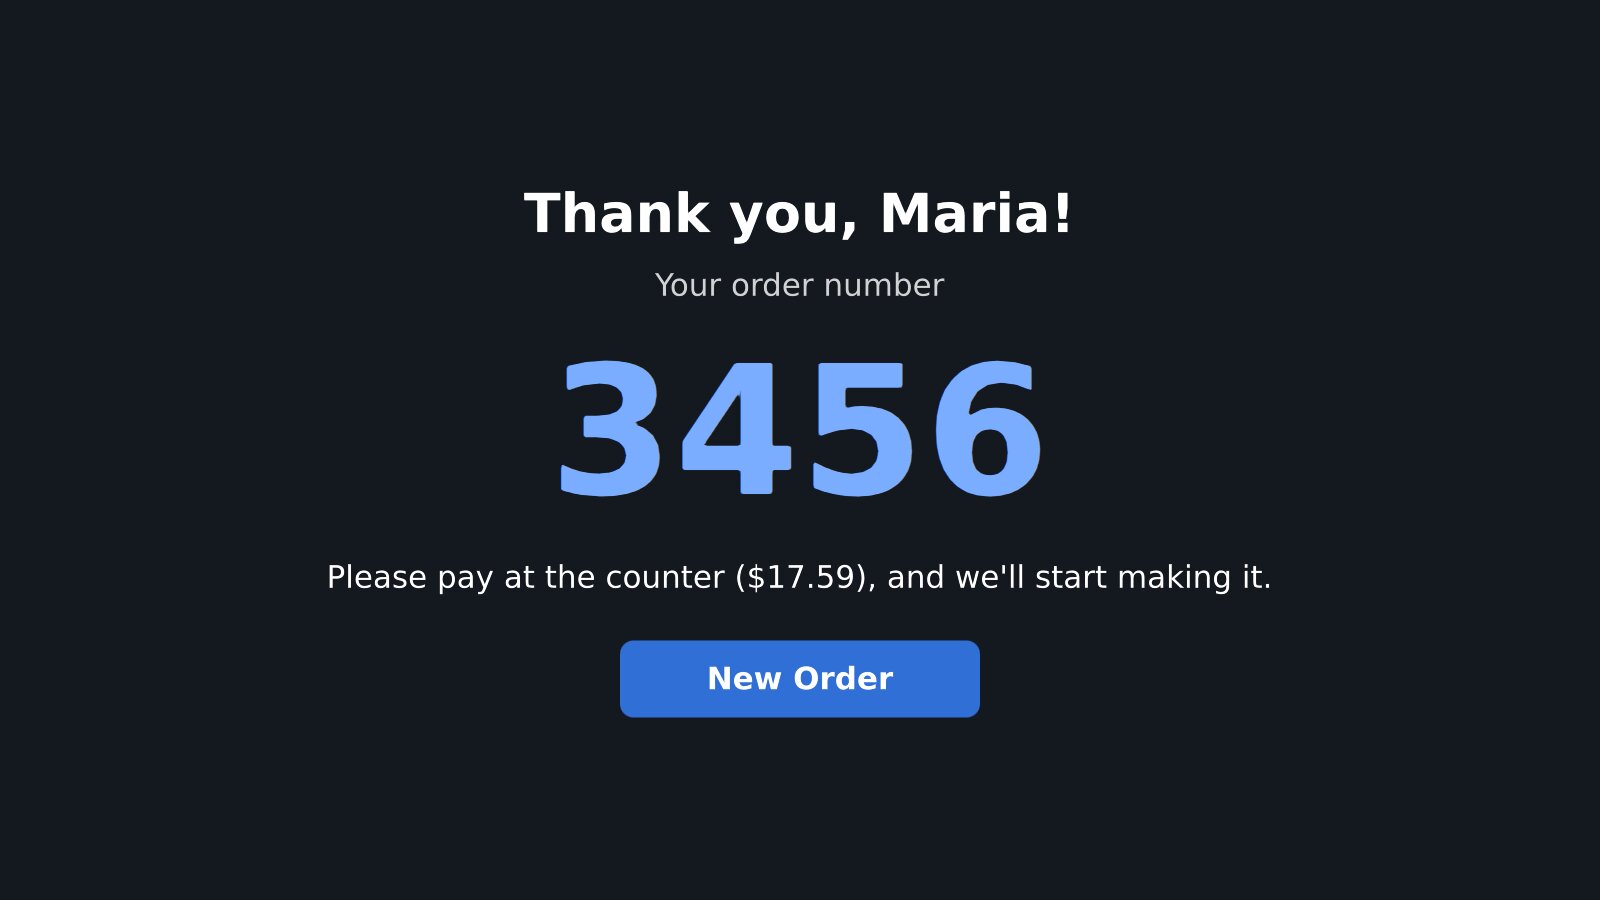 Thank you, Maria!
Your order number
3456
Please pay at the counter ($17.59), and we'll start making it.
New Order